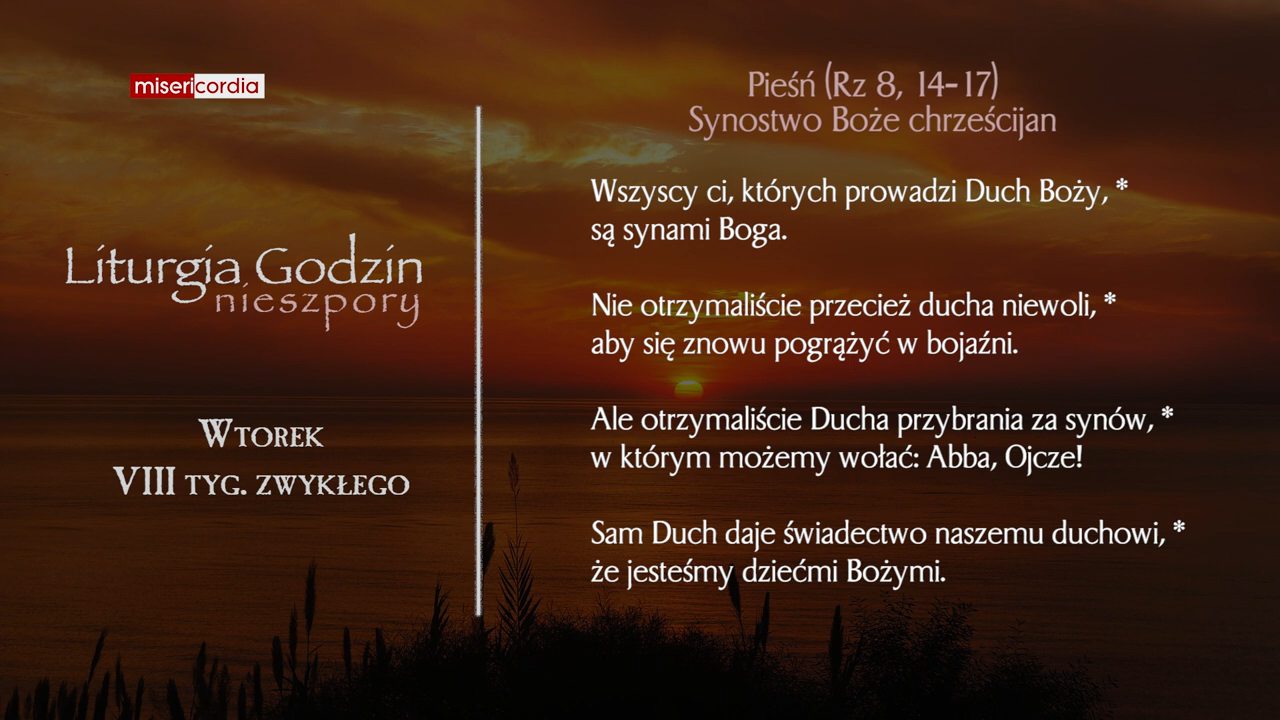 misericordia
Liturgia Godzin
nieszpory
Wtorek
VIII tyg. zwykłego
Pieśń (Rz 8, 14-17)
Synostwo Boże chrześcijan
Wszyscy ci, których prowadzi Duch Boży, *
są synami Boga.
Nie otrzymaliście przecież ducha niewoli, *
aby się znowu pogrążyć w bojaźni.
Ale otrzymaliście Ducha przybrania za synów, *
w którym możemy wołać: Abba, Ojcze!
Sam Duch daje świadectwo naszemu duchowi, *
że jesteśmy dziećmi Bożymi.